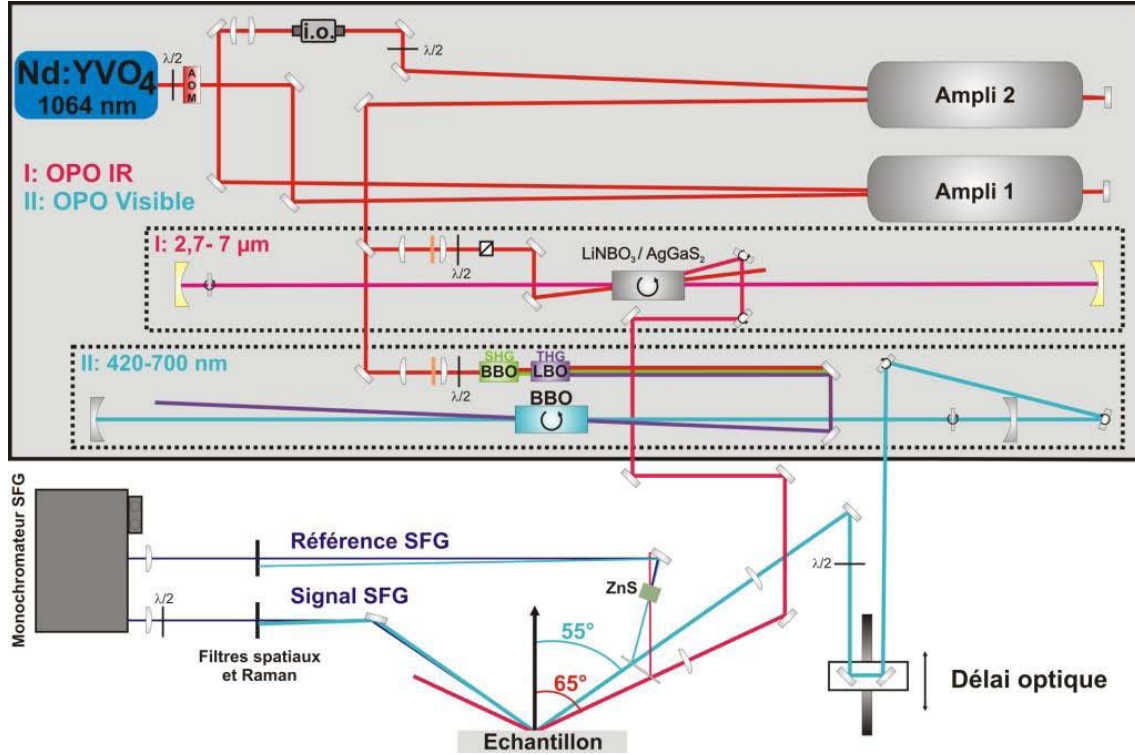 i.o.
λ/2
Nd:YVO4
1064 nm
λ/2
AOM
Ampli 2
I: OPO IR
II: OPO Visible
Ampli 1
I: 2,7- 7 µm
λ/2
LiNBO3 / AgGaS2
II: 420-700 nm
SHG
BBO
THG
LBO
λ/2
BBO
Monochromateur SFG
Référence SFG
λ/2
ZnS
λ/2
Signal SFG
Filtres spatiaux
et Raman
55°
65°
Délai optique
Echantillon